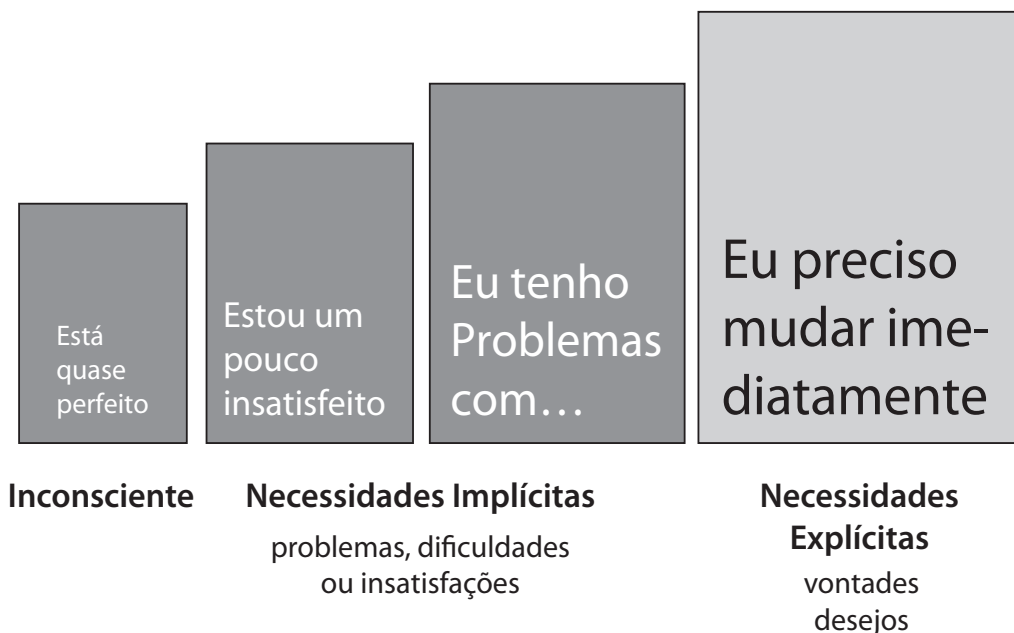 Está
quase
perfeito
Estou um
pouco
insatisfeito
Eu tenho
Problemas
com…
Eu preciso
mudar ime-
diatamente
Inconsciente
Necessidades Implícitas
problemas, dificuldades
ou insatisfações
Necessidades
Explícitas
vontades
desejos